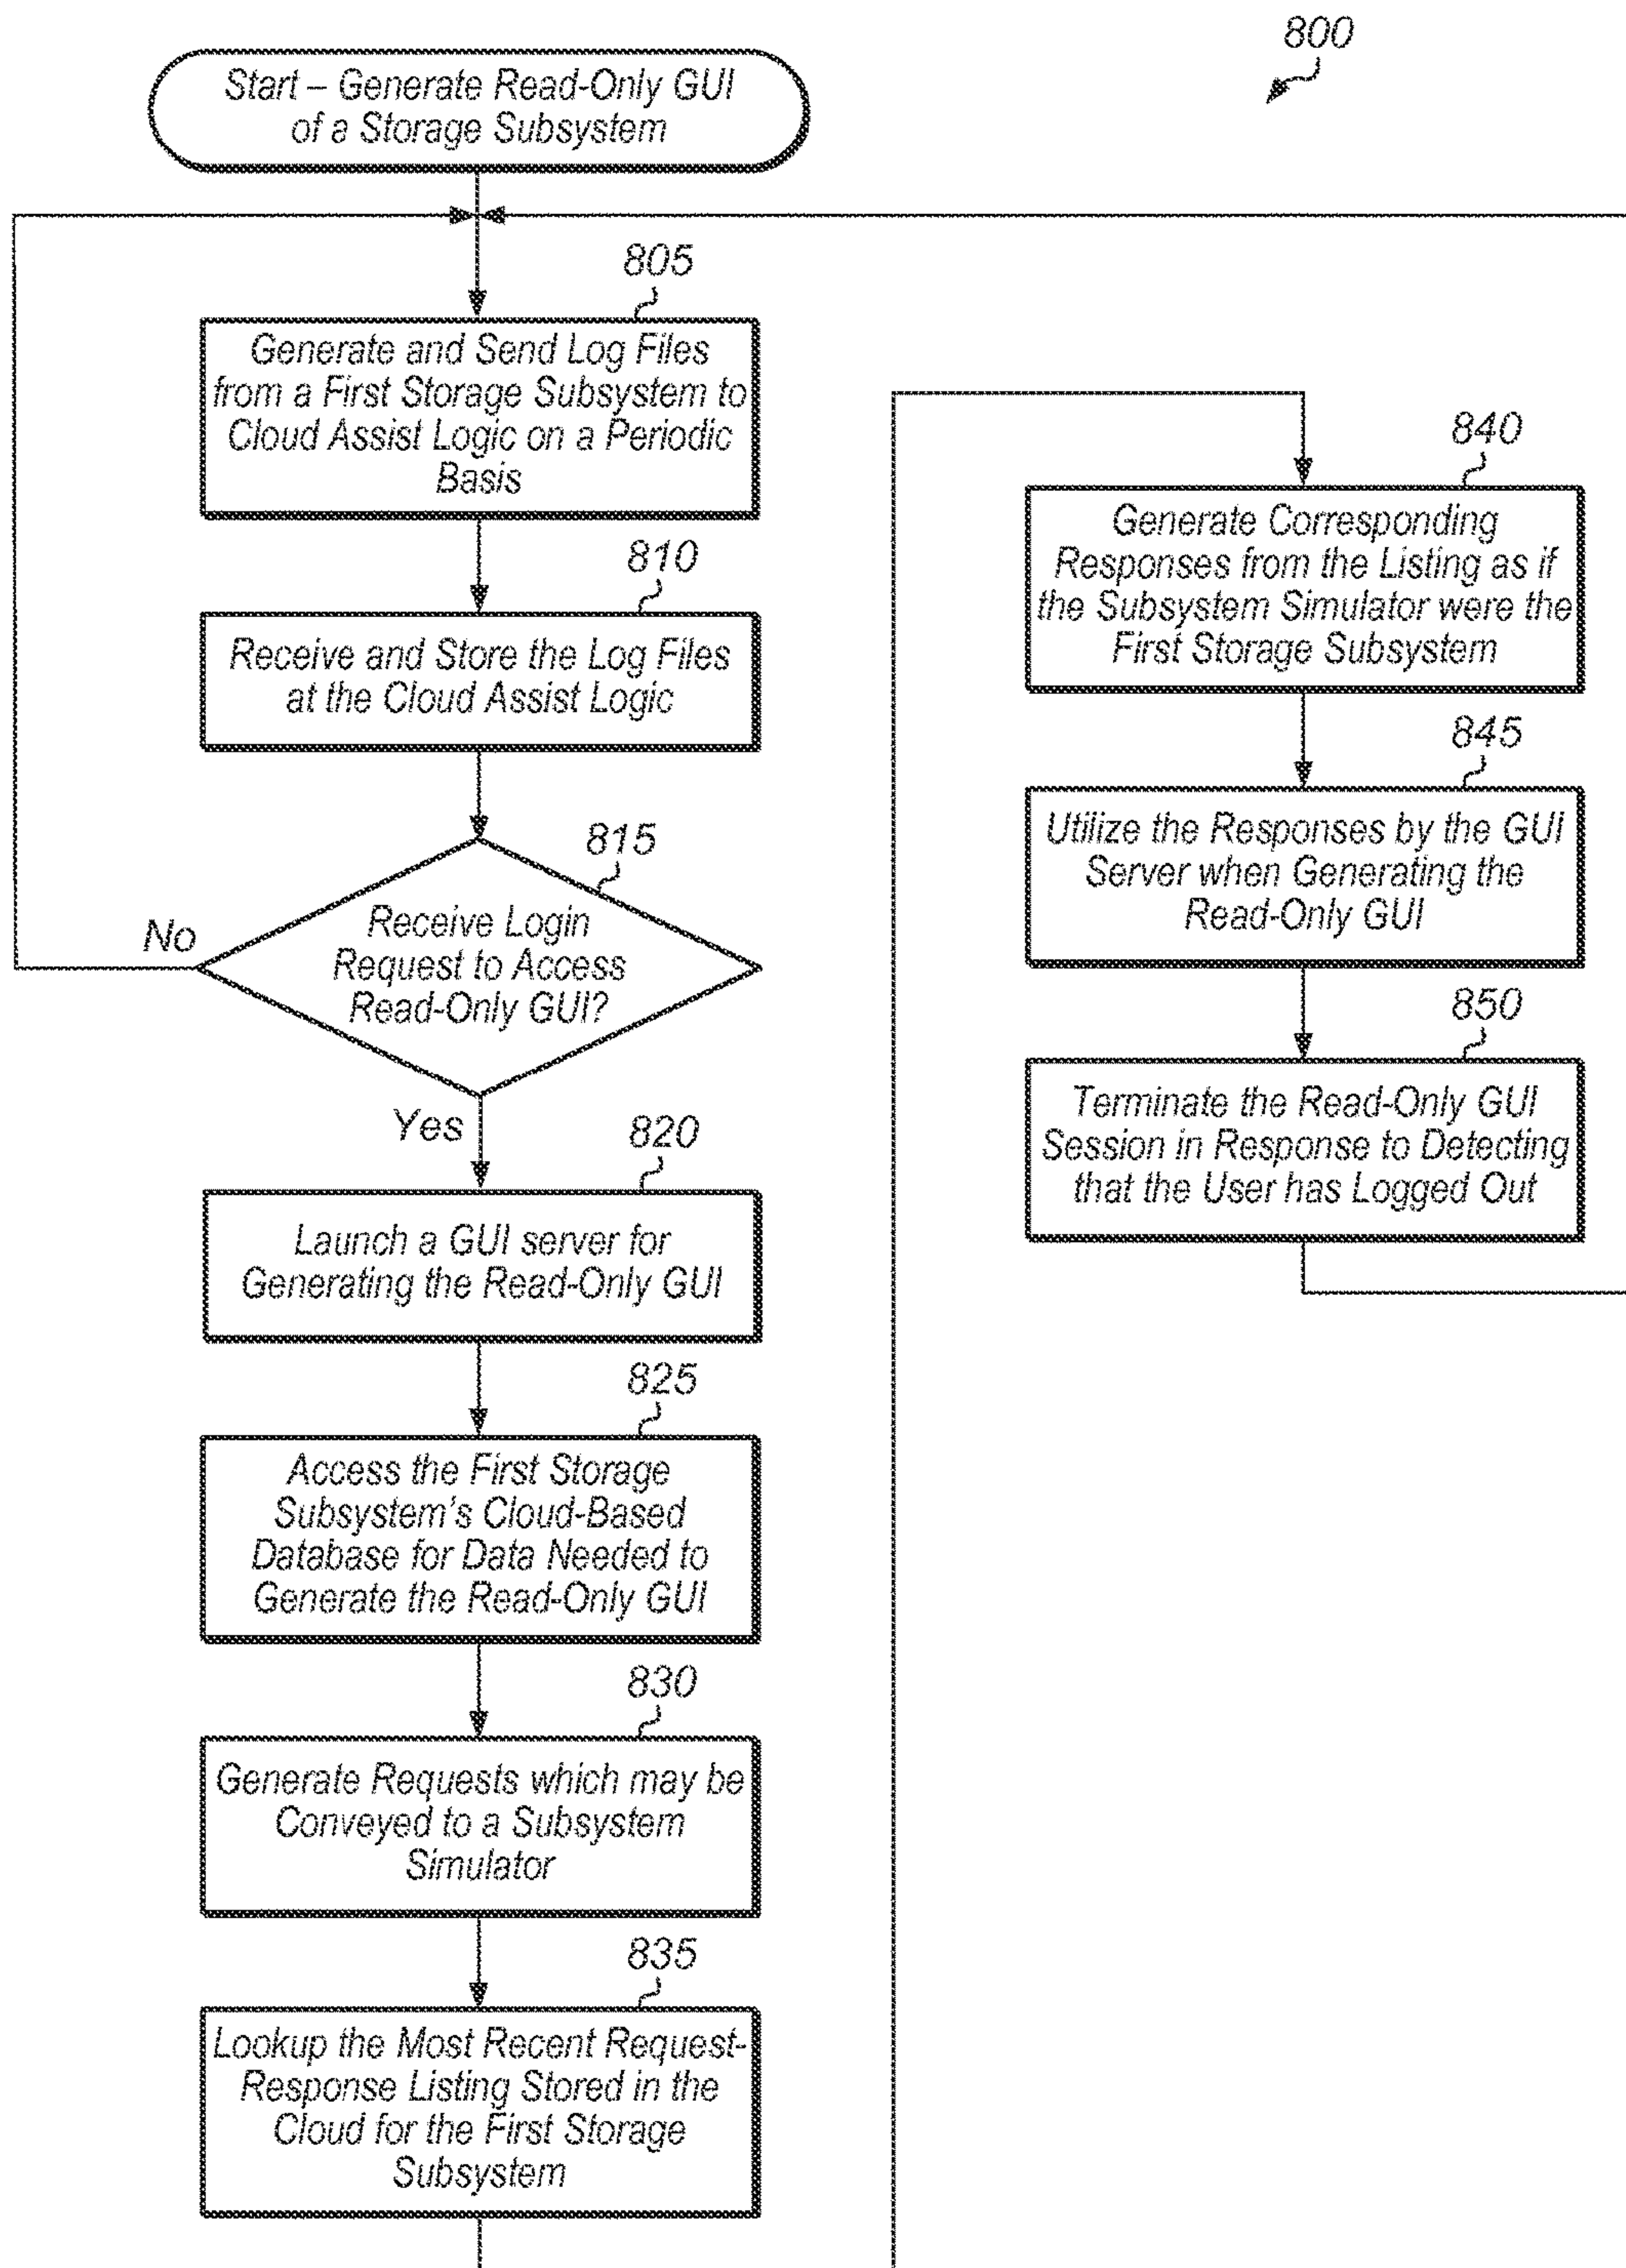 800
Start – Generate Read-Only GUI
of a Storage Subsystem
805
Generate and Send Log Files
from a First Storage Subsystem to
Cloud Assist Logic on a Periodic
Basis
810
Receive and Store the Log Files
at the Cloud Assist Logic
815
Receive Login
Request to Access
Read-Only GUI?
No
Yes
820
Launch a GUI server for
Generating the Read-Only GUI
825
Access the First Storage
Subsystem's Cloud-Based
Database for Data Needed to
Generate the Read-Only GUI
830
Generate Requests which may be
Conveyed to a Subsystem
Simulator
835
Lookup the Most Recent Request-
Response Listing Stored in the
Cloud for the First Storage
Subsystem
840
Generate Corresponding
Responses from the Listing as if
the Subsystem Simulator were the
First Storage Subsystem
845
Utilize the Responses by the GUI
Server when Generating the
Read-Only GUI
850
Terminate the Read-Only GUI
Session in Response to Detecting
that the User has Logged Out